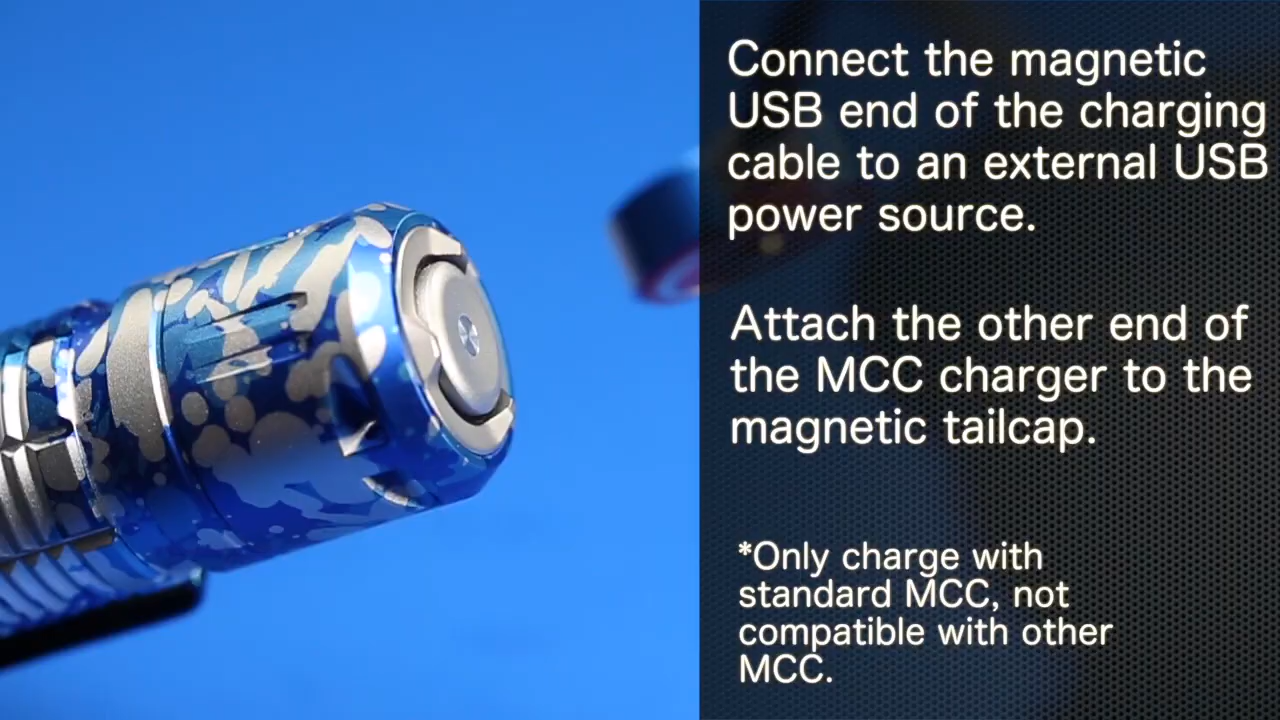 Connect the magnetic
USB end of the charging
cable to an external USB
power source.
Attach the other end of
the MCC charger to the
magnetic tailcap.
*Only charge with
standard MCC, not
compatible with other
MCC.